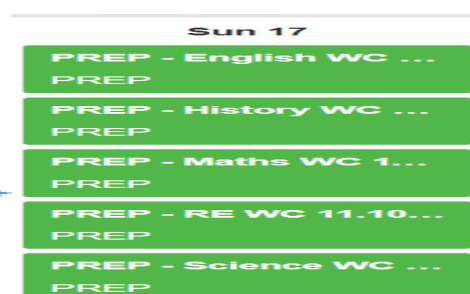 Sun 17
PREP - English WC ...
PREP
PREP - History WC ...
PREP
PREP - Maths WC 1...
PREP
PREP - RE WC 11.10...
PREP
PREP - Science WC ...
PREP